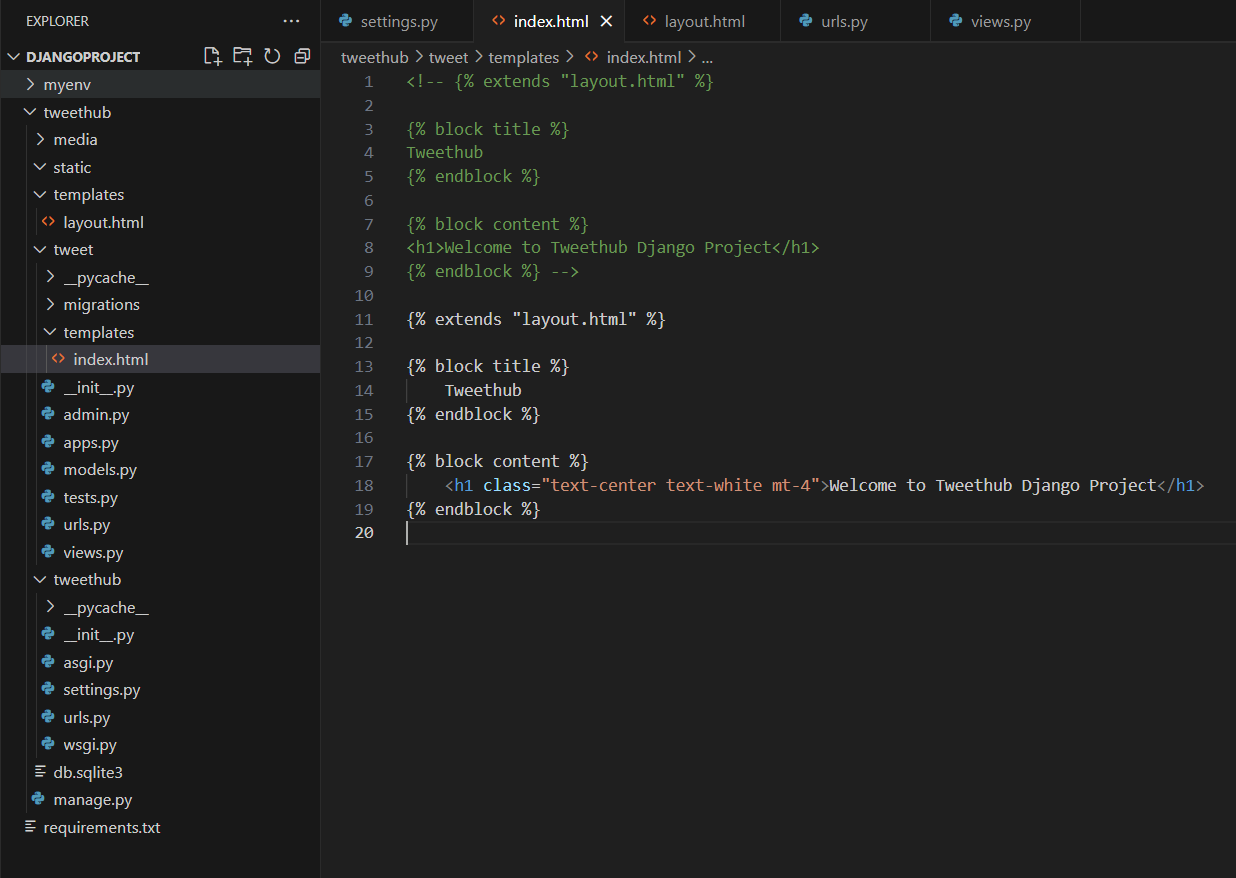 EXPLORER
DJANGOPROJECT
myenv
tweethub
media
static
templates
layout.html
tweet
__pycache__
migrations
templates
index.html
__init__.py
admin.py
apps.py
models.py
tests.py
urls.py
views.py
tweethub
__pycache__
__init__.py
asgi.py
settings.py
urls.py
wsgi.py
db.sqlite3
manage.py
requirements.txt
settings.py index.html layout.html urls.py views.py
tweethub > tweet > templates > index.html > ...
1 <!-- {% extends "layout.html" %}
2
3 {% block title %}
4 Tweethub
5 {% endblock %}
6
7 {% block content %}
8 <h1>Welcome to Tweethub Django Project</h1>
9 {% endblock %} -->
10
11 {% extends "layout.html" %}
12
13 {% block title %}
14     Tweethub
15 {% endblock %}
16
17 {% block content %}
18     <h1 class="text-center text-white mt-4">Welcome to Tweethub Django Project</h1>
19 {% endblock %}
20